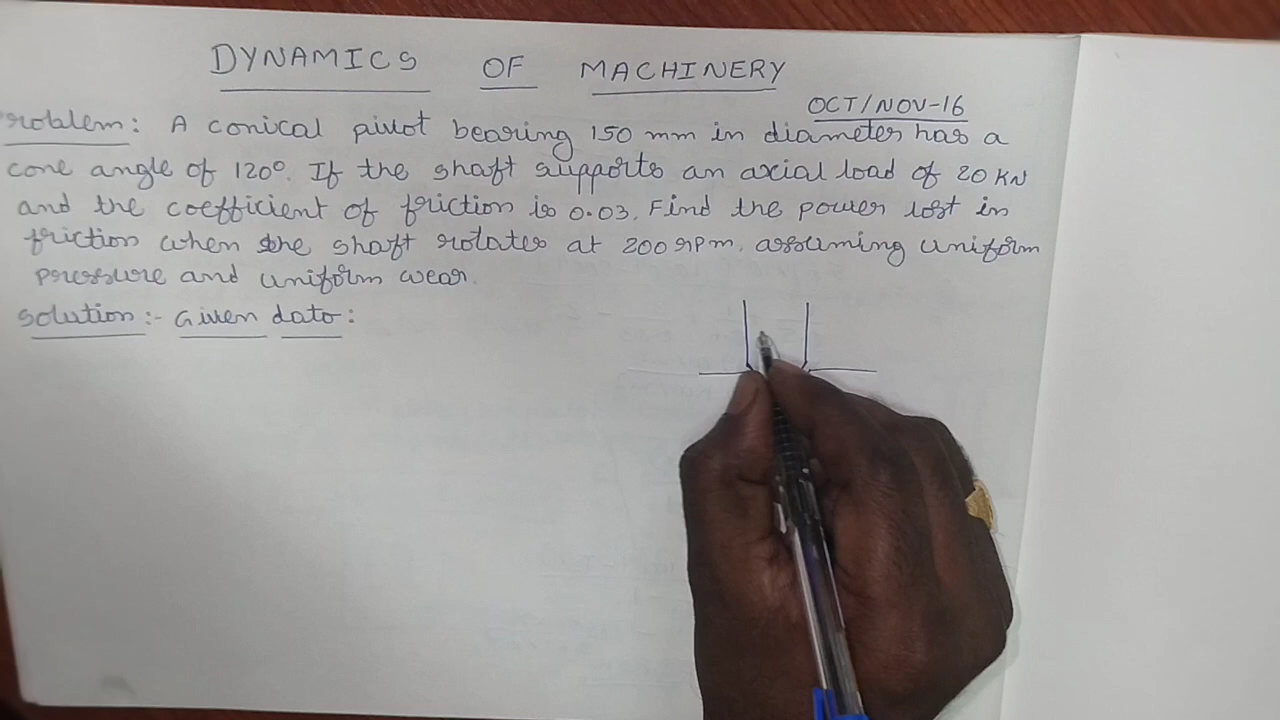 DYNAMICS OF MACHINERY
OCT/NOV-16
roblem: A conical pivot bearing 150 mm in diameter has a
cone angle of 120°. If the shaft supports an axial load of 20 KN
and the coefficient of friction is 0.03. Find the power lost in
friction when the shaft rotates at 200 rpm, assuming uniform
pressure and uniform wear.
Solution:- Given data: